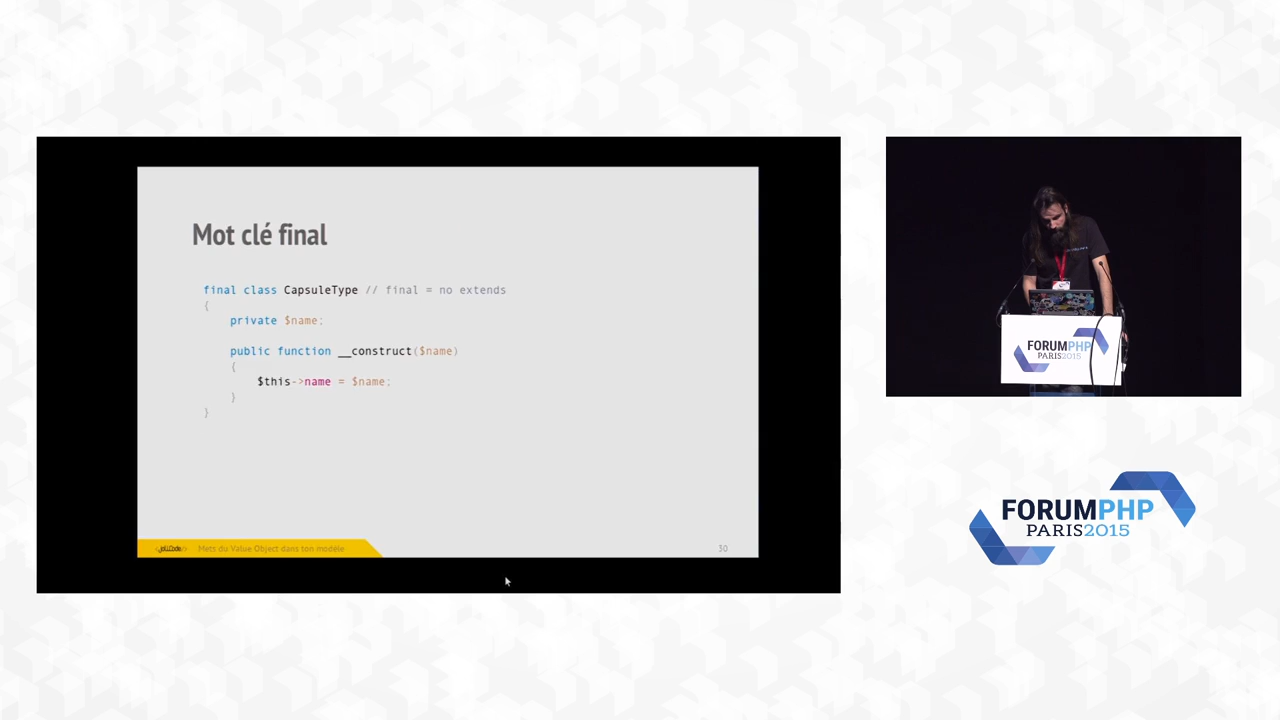 Mot clé final
final class CapsuleType // final = no extends
{
private $name;
public function __construct($name)
{
$this->name = $name;
}
}
JoliCode
Mets du Value Object dans ton modèle
30
FORUMPHP
PARIS2015
FORUMPHP
PARIS2015